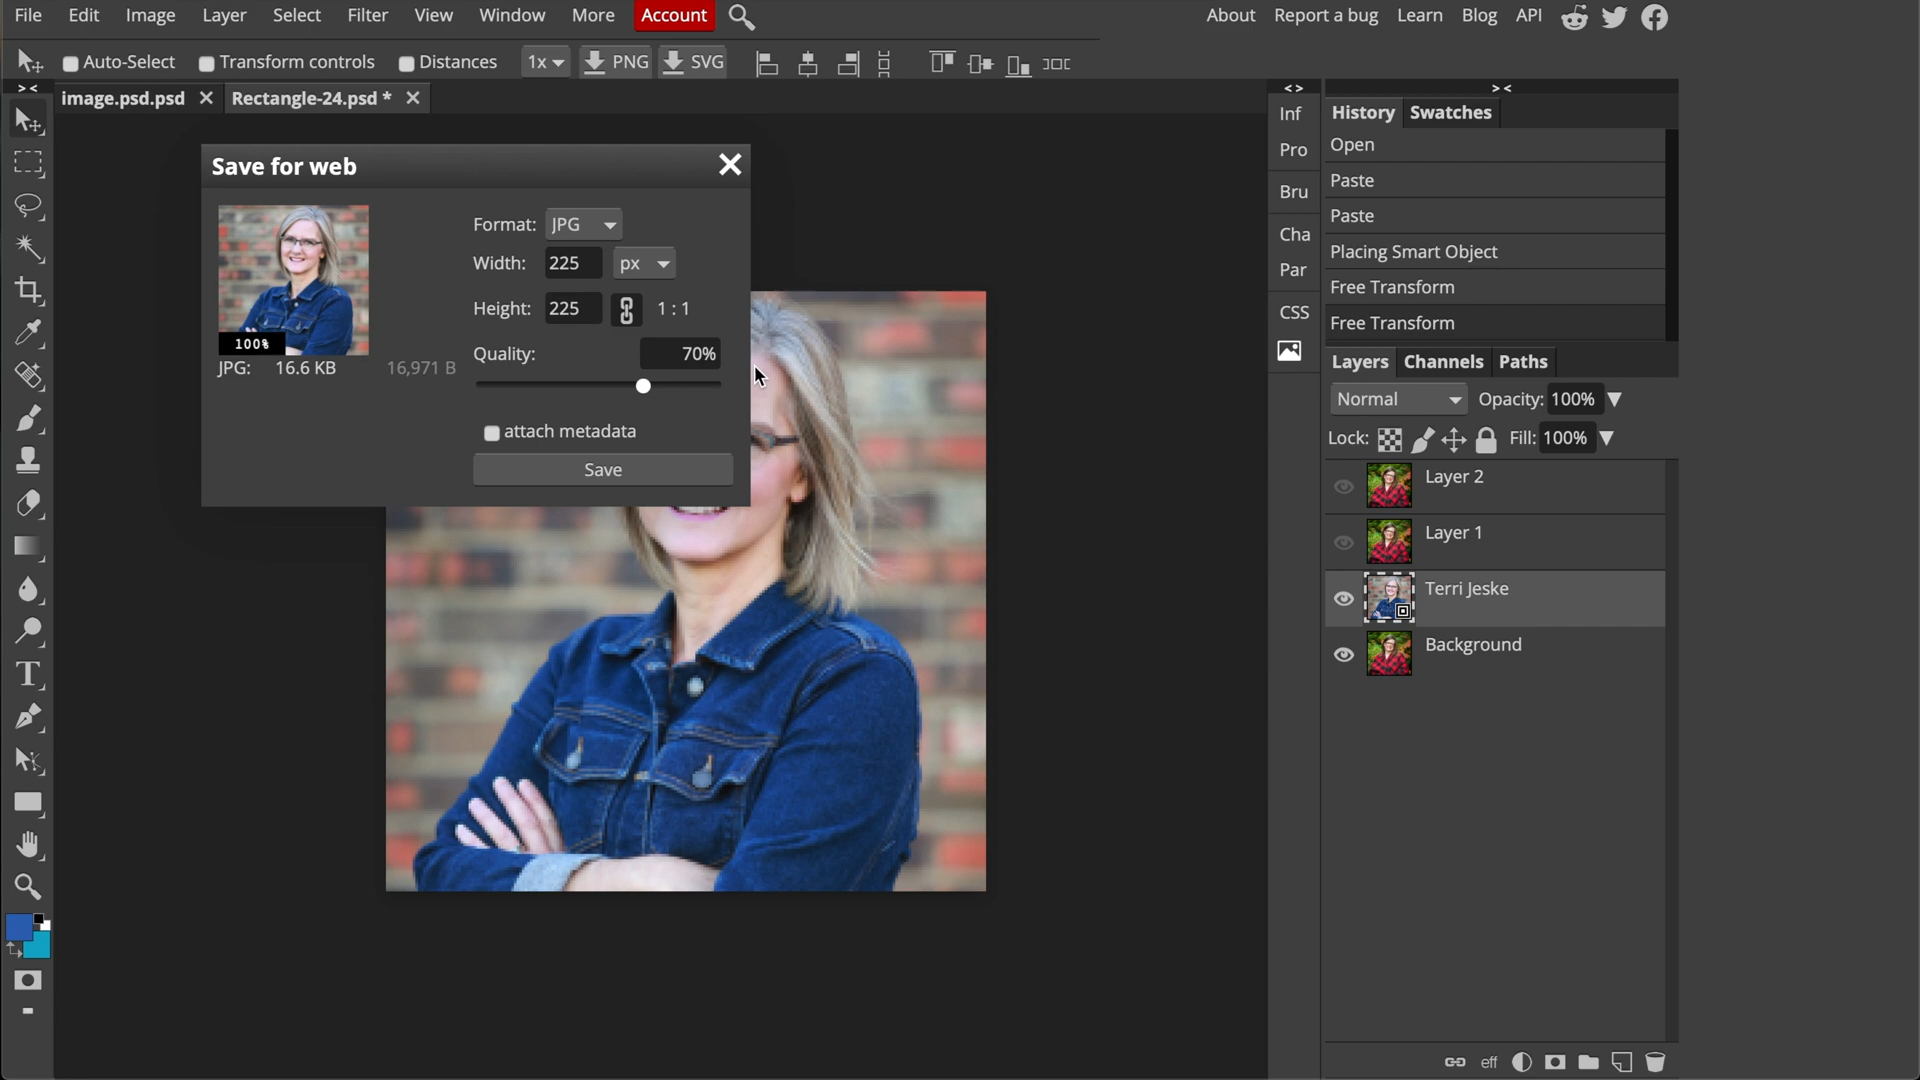 File Edit Image Layer Select Filter View Window More Account About Report a bug Learn Blog API
Auto-Select Transform controls Distances 1x PNG SVG
image.psd.psd Rectangle-24.psd *
Save for web
Format: JPG
Width: 225 px
Height: 225 1 : 1
Quality: 70%
100%
JPG: 16.6 KB 16,971 B
attach metadata
Save
Inf
Pro
Bru
Cha
Par
CSS
History Swatches
Open
Paste
Paste
Placing Smart Object
Free Transform
Free Transform
Layers Channels Paths
Normal Opacity: 100%
Lock: Fill: 100%
Layer 2
Layer 1
Terri Jeske
Background
eff